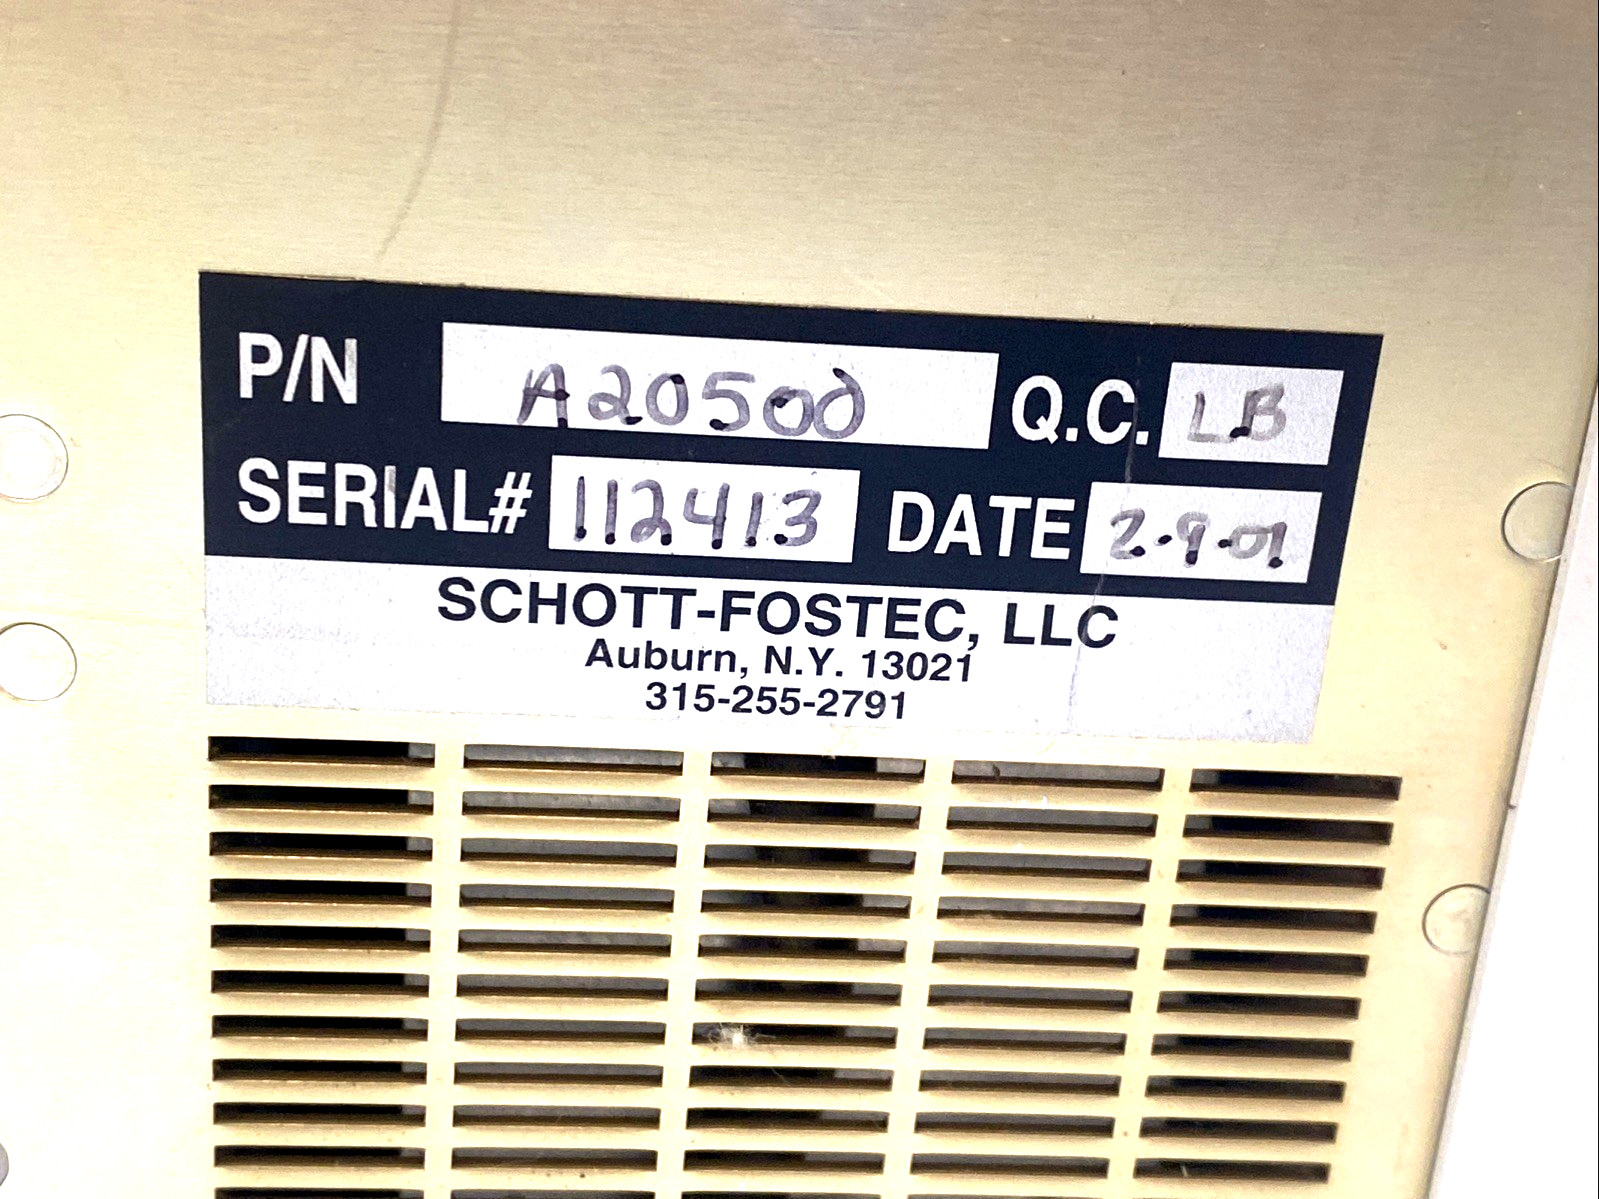 P/N A20500 Q.C. LB
SERIAL# 112413 DATE 2-9-01
SCHOTT-FOSTEC, LLC
Auburn, N.Y. 13021
315-255-2791